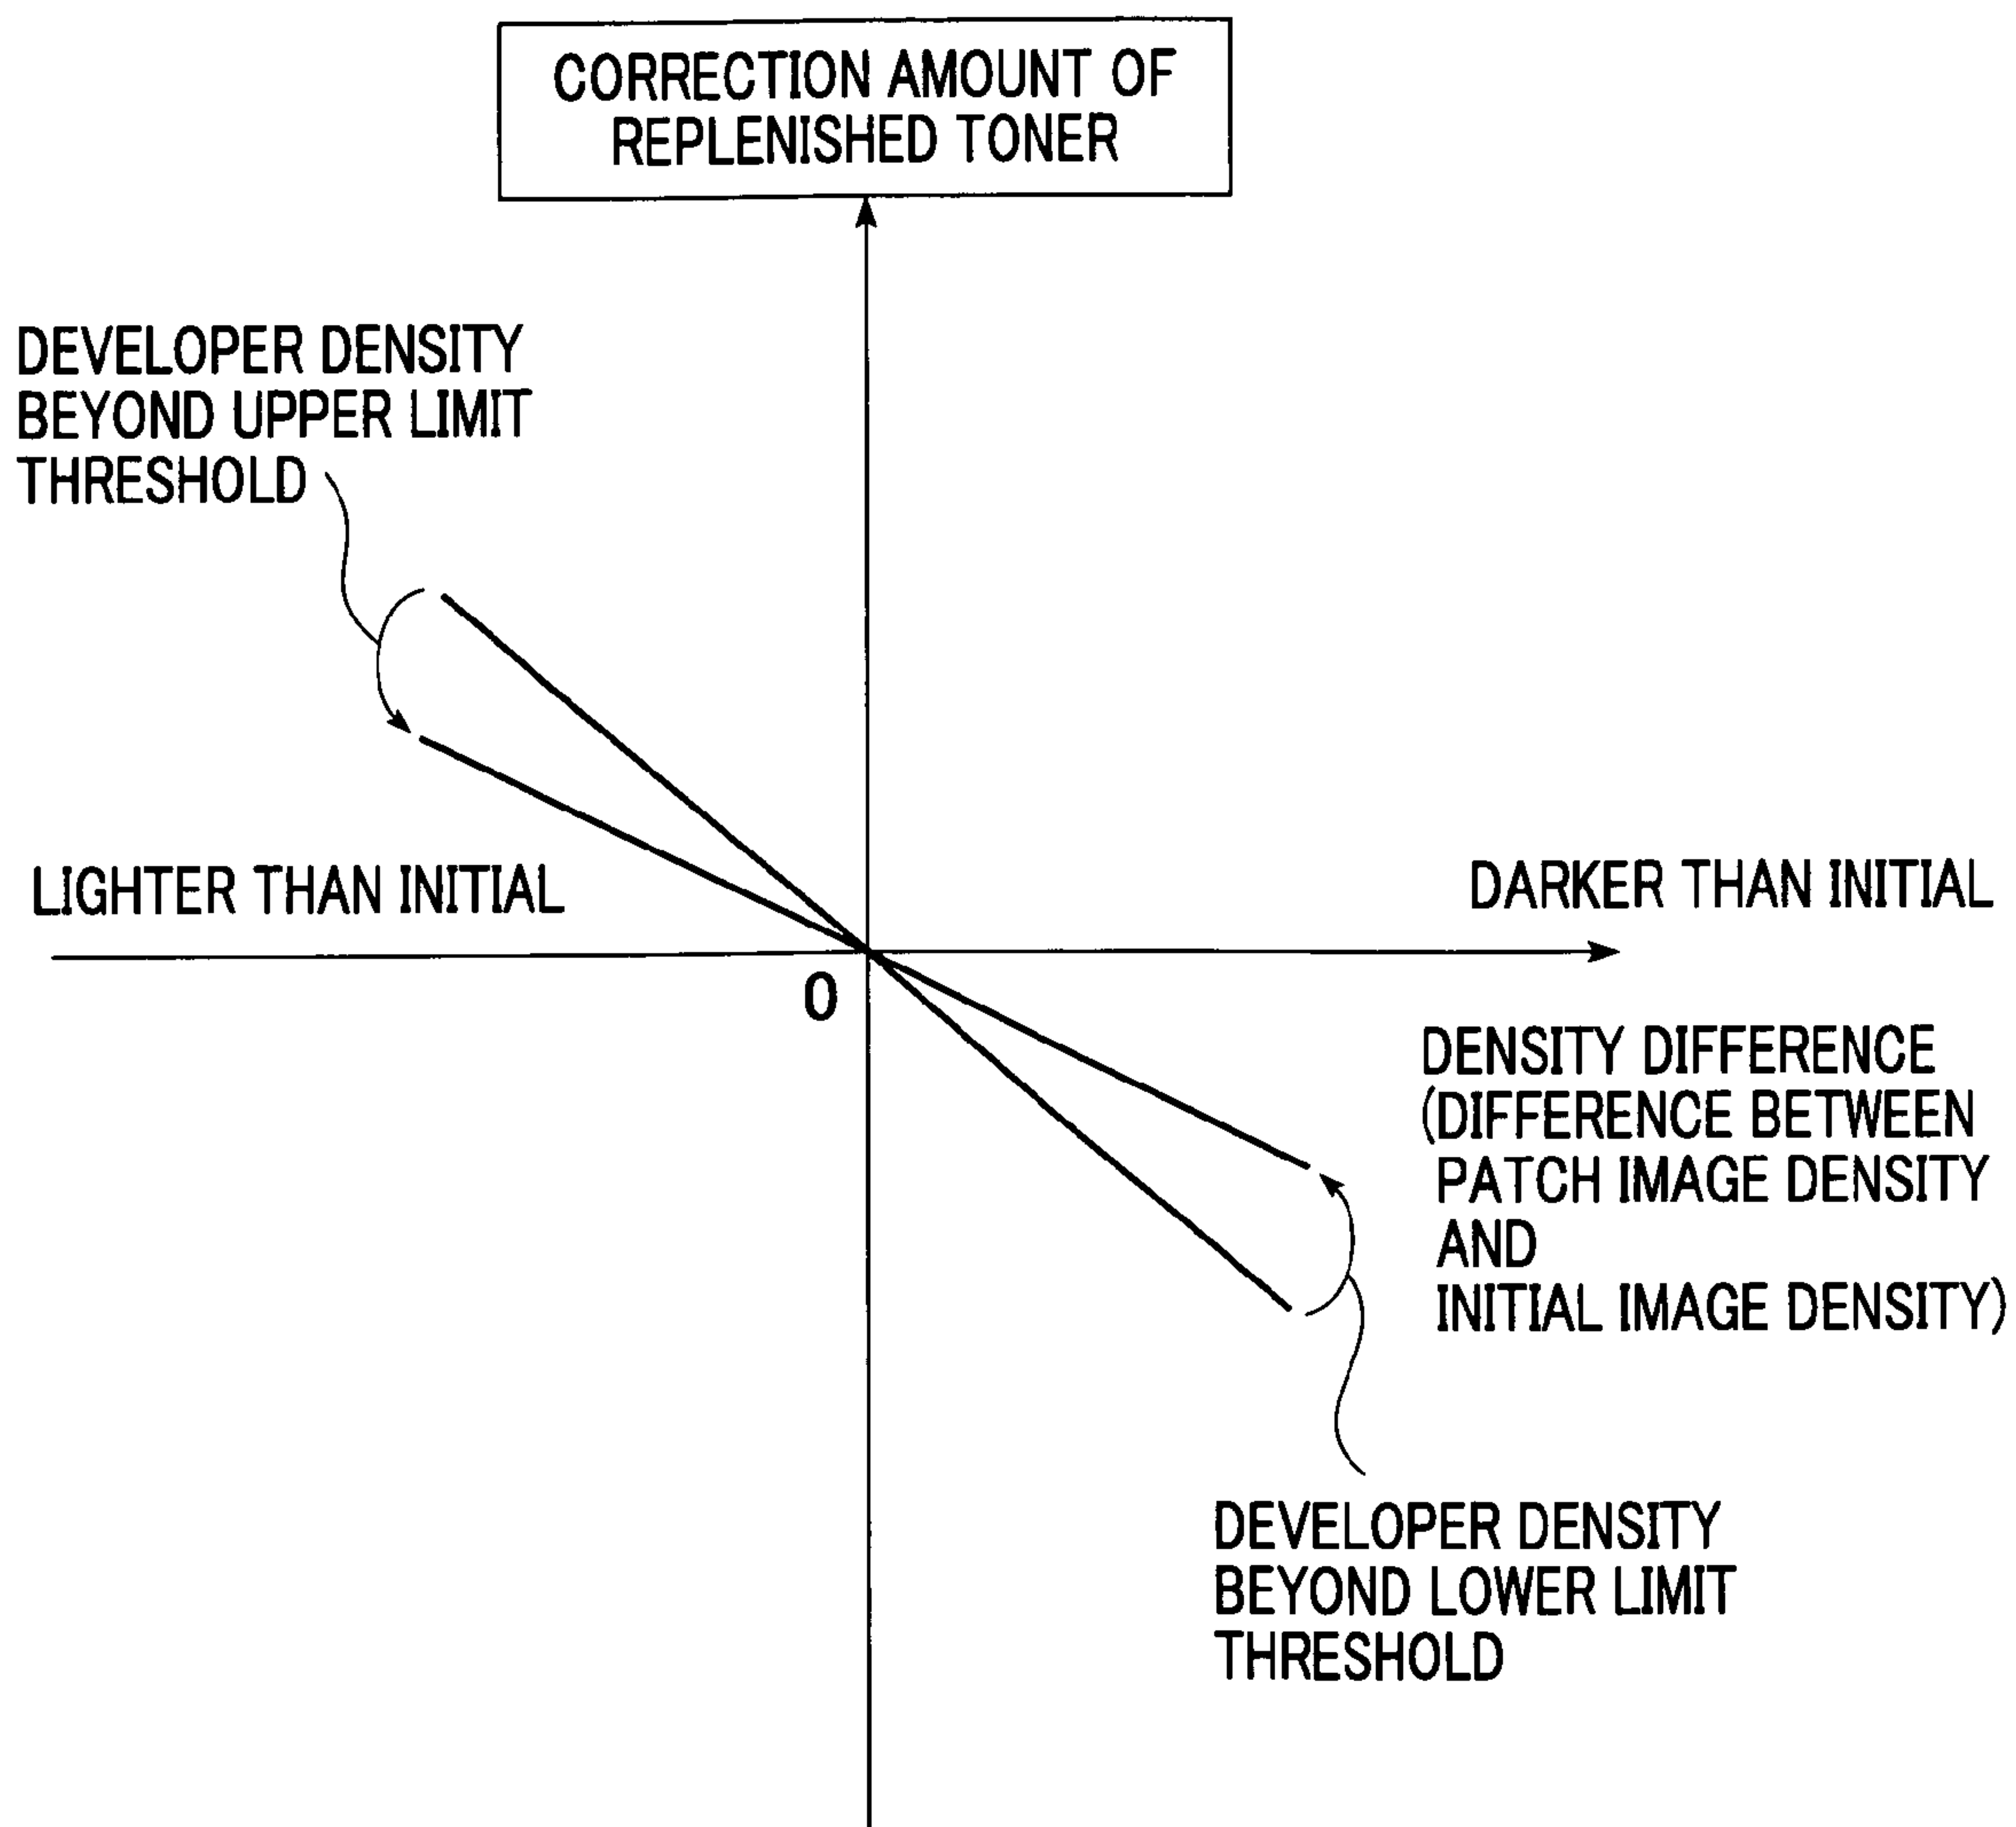 CORRECTION AMOUNT OF
REPLENISHED TONER
DEVELOPER DENSITY
BEYOND UPPER LIMIT
THRESHOLD
LIGHTER THAN INITIAL
DARKER THAN INITIAL
0
DENSITY DIFFERENCE
(DIFFERENCE BETWEEN
PATCH IMAGE DENSITY
AND
INITIAL IMAGE DENSITY)
DEVELOPER DENSITY
BEYOND LOWER LIMIT
THRESHOLD